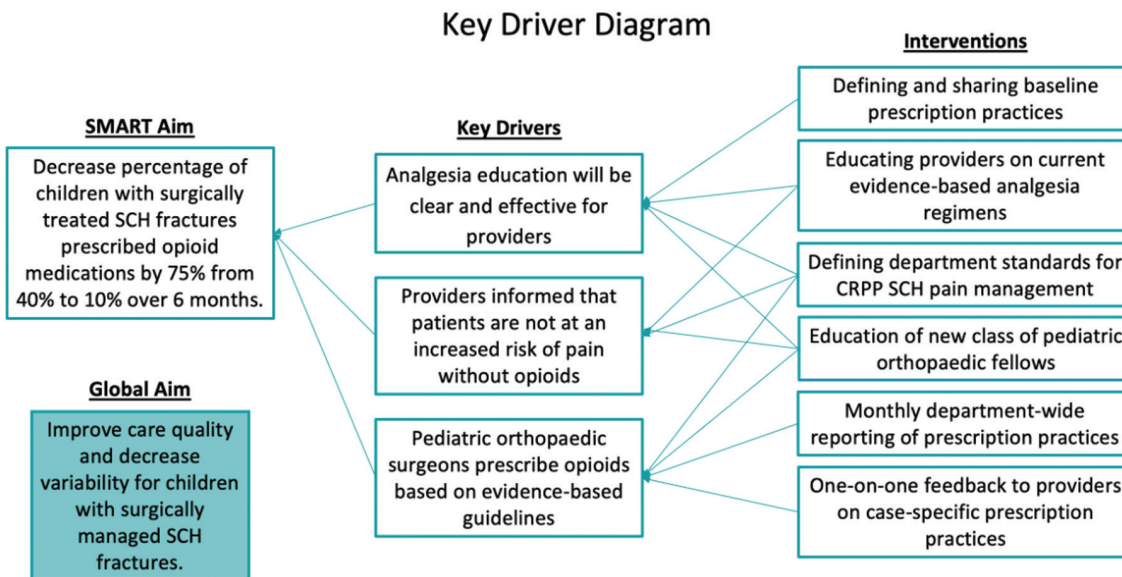 Key Driver Diagram
SMART Aim
Decrease percentage of
children with surgically
treated SCH fractures
prescribed opioid
medications by 75% from
40% to 10% over 6 months.
Global Aim
Improve care quality
and decrease
variability for children
with surgically
managed SCH
fractures.
Key Drivers
Analgesia education will be
clear and effective for
providers
Providers informed that
patients are not at an
increased risk of pain
without opioids
Pediatric orthopaedic
surgeons prescribe opioids
based on evidence-based
guidelines
Interventions
Defining and sharing baseline
prescription practices
Educating providers on current
evidence-based analgesia
regimens
Defining department standards for
CRPP SCH pain management
Education of new class of pediatric
orthopaedic fellows
Monthly department-wide
reporting of prescription practices
One-on-one feedback to providers
on case-specific prescription
practices